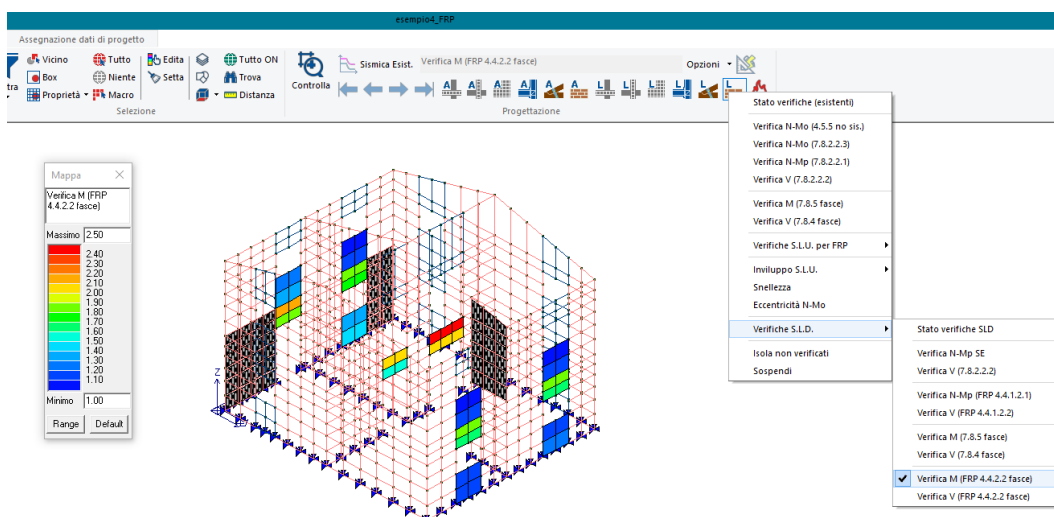 esempio4_FRP
Assegnazione dati di progetto
Vicino
Tutto
Edita
Tutto ON
Box
Niente
Setta
Trova
Proprietà
Macro
Distanza
Selezione
Controlla
Sismica Esist.
Verifica M (FRP 4.4.2.2 fasce)
Opzioni
Progettazione
Stato verifiche (esistenti)
Verifica N-Mo (4.5.5 no sis.)
Verifica N-Mo (7.8.2.2.3)
Verifica N-Mp (7.8.2.2.1)
Verifica V (7.8.2.2.2)
Verifica M (7.8.5 fasce)
Verifica V (7.8.4 fasce)
Verifiche S.L.U. per FRP
Inviluppo S.L.U.
Snellezza
Eccentricità N-Mo
Verifiche S.L.D.
Isola non verificati
Sospendi
Stato verifiche SLD
Verifica N-Mp SE
Verifica V (7.8.2.2.2)
Verifica N-Mp (FRP 4.4.1.2.1)
Verifica V (FRP 4.4.1.2.2)
Verifica M (7.8.5 fasce)
Verifica V (7.8.4 fasce)
Verifica M (FRP 4.4.2.2 fasce)
Verifica V (FRP 4.4.2.2 fasce)
Mappa
Verifica M (FRP
4.4.2.2 fasce)
Massimo 2.50
2.40
2.30
2.20
2.10
2.00
1.90
1.80
1.70
1.60
1.50
1.40
1.30
1.20
1.10
Minimo 1.00
Range
Default
Z